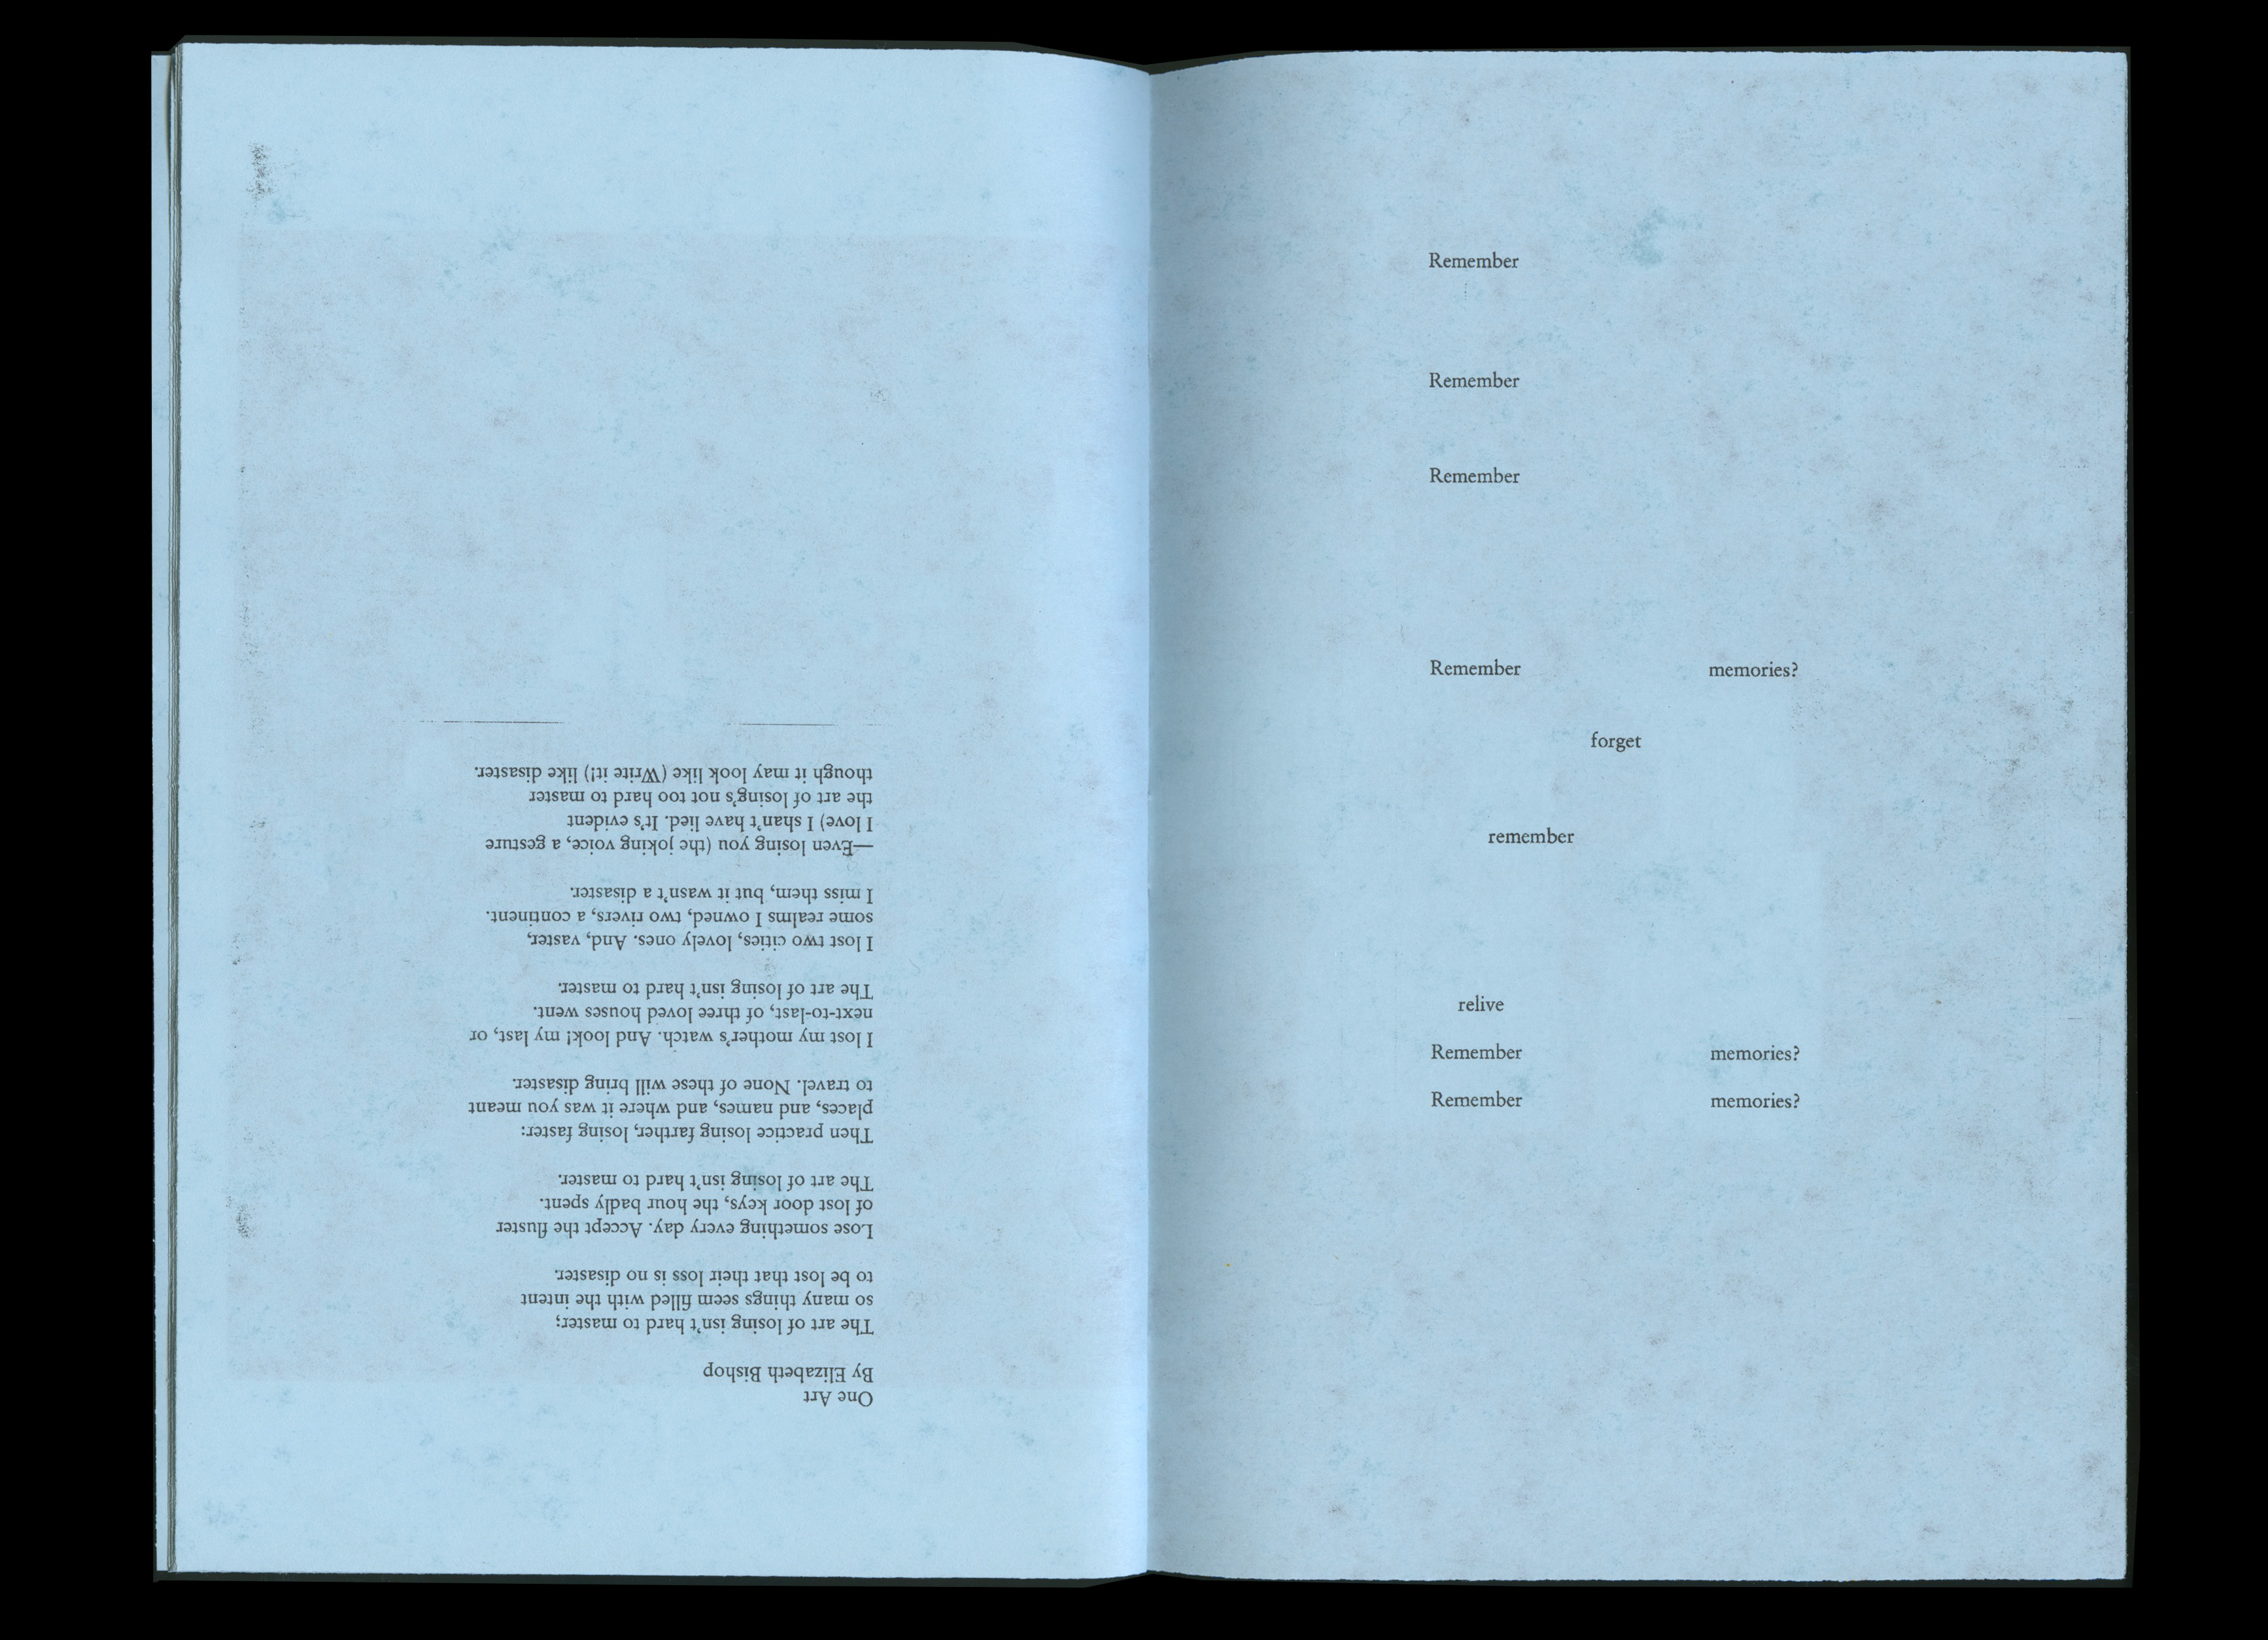 One Art
By Elizabeth Bishop
The art of losing isn't hard to master;
so many things seem filled with the intent
to be lost that their loss is no disaster.
Lose something every day. Accept the fluster
of lost door keys, the hour badly spent.
The art of losing isn't hard to master.
Then practice losing farther, losing faster:
places, and names, and where it was you meant
to travel. None of these will bring disaster.
I lost my mother's watch. And look! my last, or
next-to-last, of three loved houses went.
The art of losing isn't hard to master.
I lost two cities, lovely ones. And, vaster,
some realms I owned, two rivers, a continent.
I miss them, but it wasn't a disaster.
—Even losing you (the joking voice, a gesture
I love) I shan't have lied. It's evident
the art of losing's not too hard to master
though it may look like (Write it!) like disaster.
Remember
Remember
Remember
Remember memories?
forget
remember
relive
Remember memories?
Remember memories?